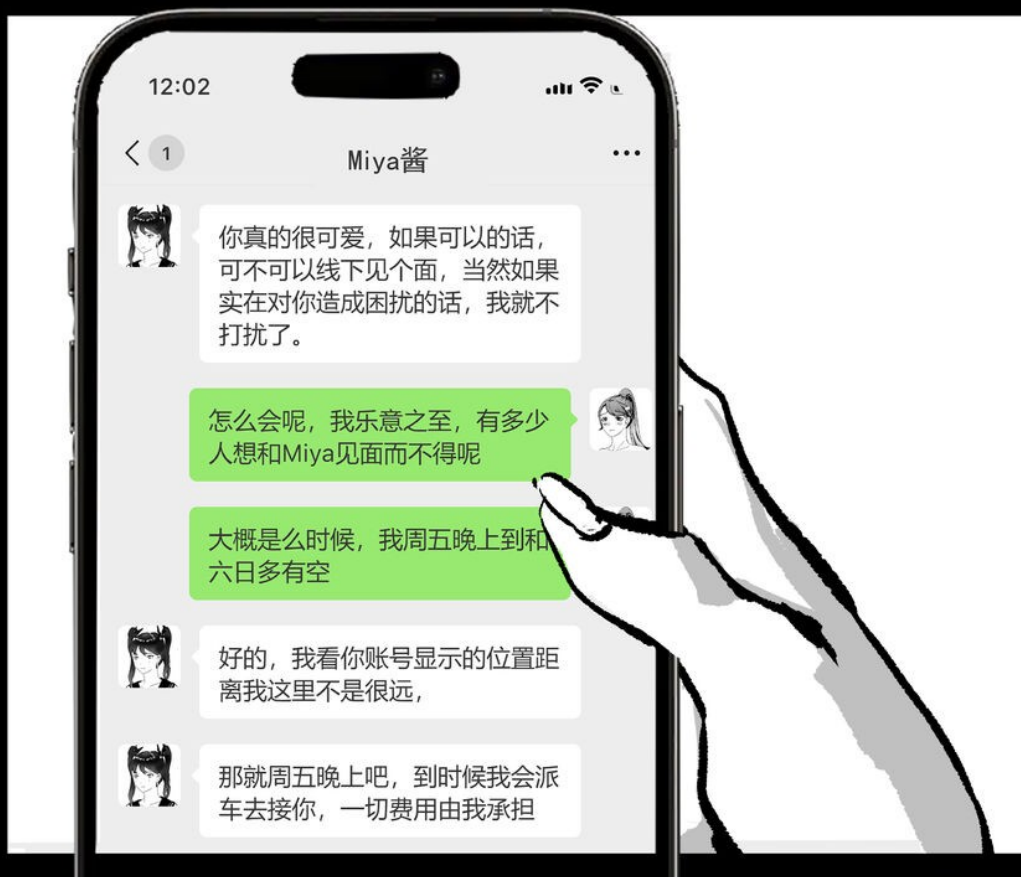 12:02
1
Miya酱
你真的很可爱，如果可以的话，
可不可以线下见个面，当然如果
实在对你造成困扰的话，我就不
打扰了。
怎么会呢，我乐意之至，有多少
人想和Miya见面而不得呢
大概是么时候，我周五晚上到和
六日多有空
好的，我看你账号显示的位置距
离我这里不是很远，
那就周五晚上吧，到时候我会派
车去接你，一切费用由我承担